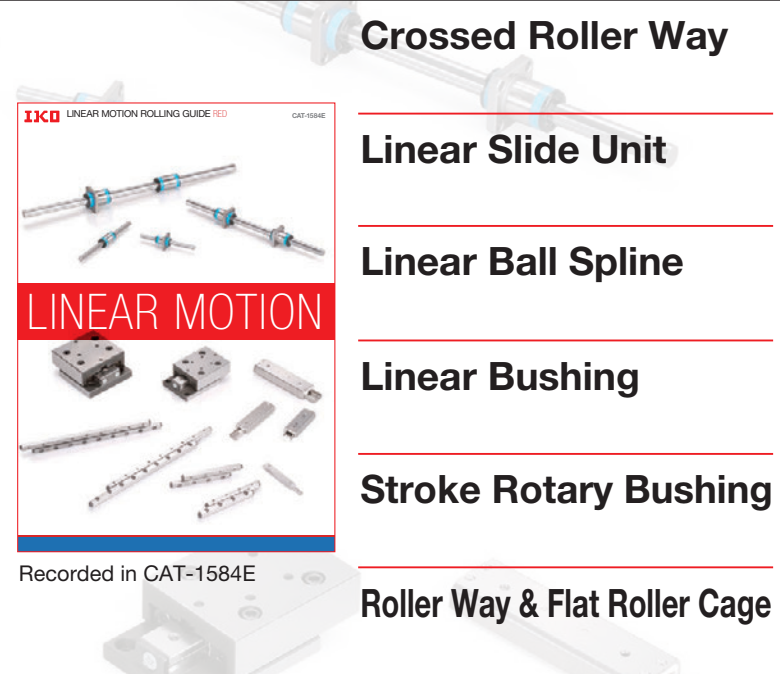 IKO LINEAR MOTION ROLLING GUIDE RED CAT-1584E
LINEAR MOTION
Recorded in CAT-1584E
Crossed Roller Way
Linear Slide Unit
Linear Ball Spline
Linear Bushing
Stroke Rotary Bushing
Roller Way & Flat Roller Cage